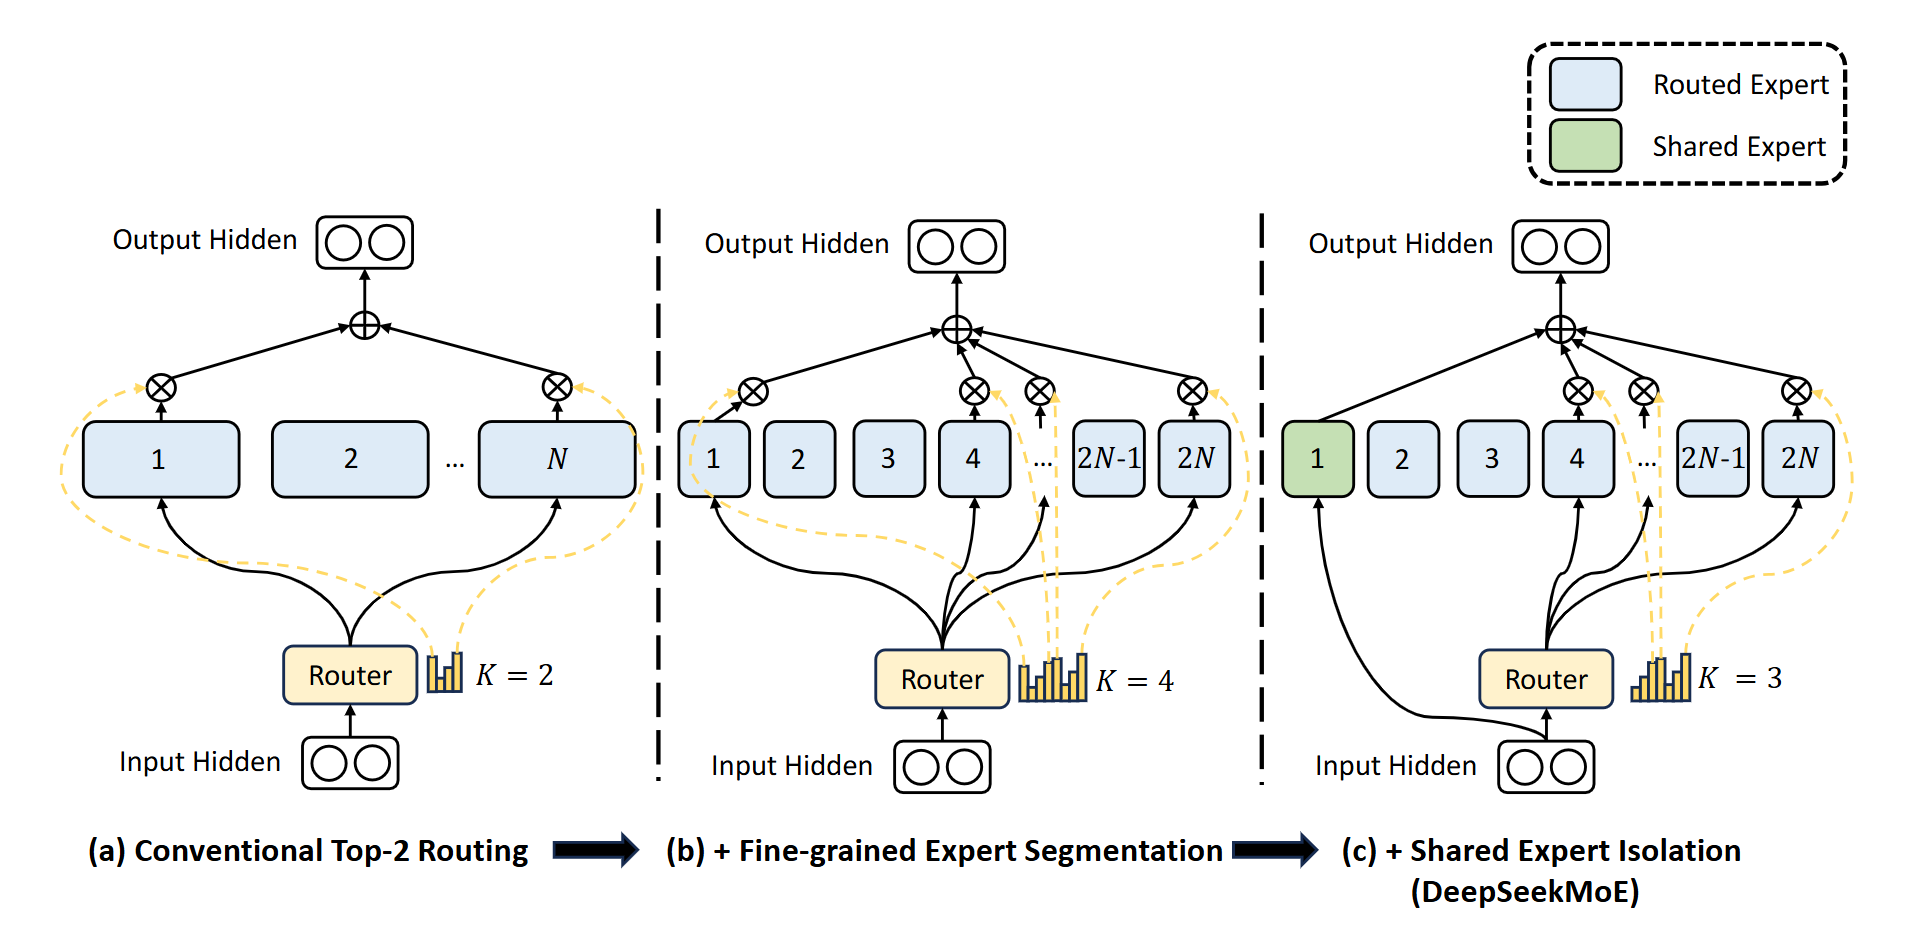 Routed Expert
Shared Expert
Output Hidden
1
2
...
N
Router
K = 2
Input Hidden
(a) Conventional Top-2 Routing
Output Hidden
1
2
3
4
...
2N-1
2N
Router
K = 4
Input Hidden
(b) + Fine-grained Expert Segmentation
Output Hidden
1
2
3
4
...
2N-1
2N
Router
K = 3
Input Hidden
(c) + Shared Expert Isolation
(DeepSeekMoE)